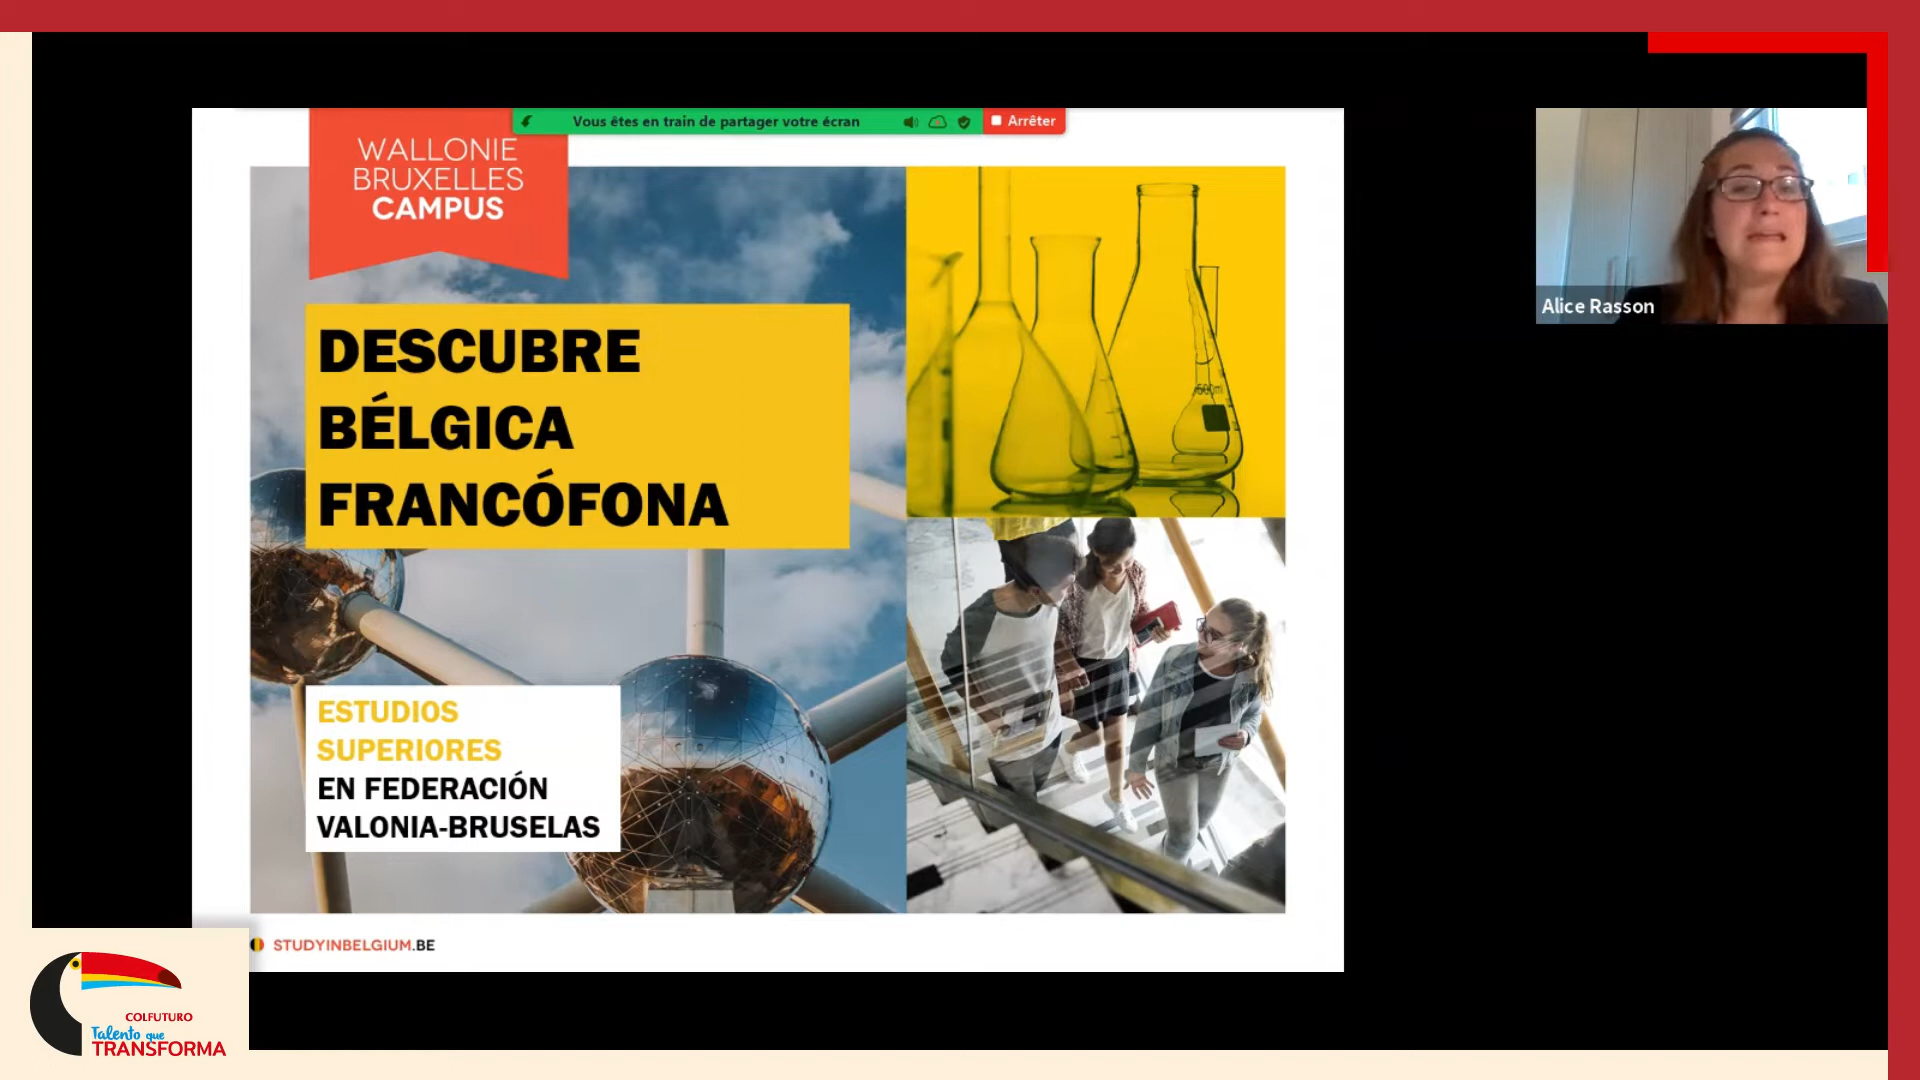 Vous êtes en train de partager votre écran
Arrêter
WALLONIE
BRUXELLES
CAMPUS
DESCUBRE
BÉLGICA
FRANCÓFONA
500ml
ESTUDIOS
SUPERIORES
EN FEDERACIÓN
VALONIA-BRUSELAS
STUDYINBELGIUM.BE
Alice Rasson
COLFUTURO
Talento que
TRANSFORMA